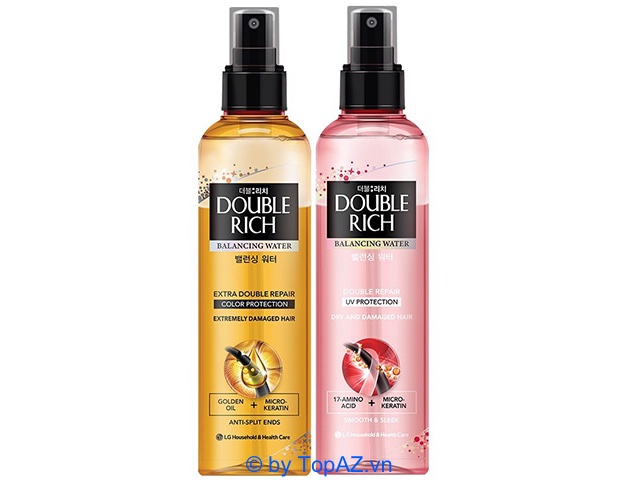 더블리치
DOUBLE
RICH
BALANCING WATER
밸런싱 워터
EXTRA DOUBLE REPAIR
COLOR PROTECTION
EXTREMELY DAMAGED HAIR
GOLDEN
OIL
+
MICRO-
KERATIN
ANTI-SPLIT ENDS
LG Household & Health Care
더블리치
DOUBLE
RICH
BALANCING WATER
밸런싱 워터
DOUBLE REPAIR
UV PROTECTION
DRY AND DAMAGED HAIR
17-AMINO
ACID
+
MICRO-
KERATIN
SMOOTH & SLEEK
LG Household & Health Care
© by TopAZ.vn